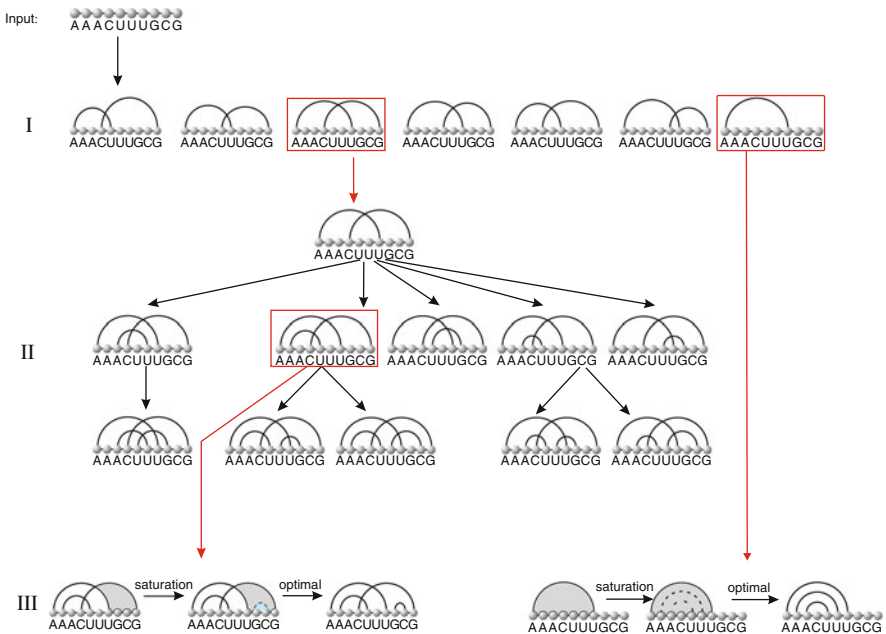 Input:
AAACUUUGCG
I
AAACUUUGCG AAACUUUGCG AAACUUUGCG AAACUUUGCG AAACUUUGCG AAACUUUGCG AAACUUUGCG
AAACUUUGCG
II
AAACUUUGCG AAACUUUGCG AAACUUUGCG AAACUUUGCG AAACUUUGCG
AAACUUUGCG AAACUUUGCG AAACUUUGCG AAACUUUGCG AAACUUUGCG
III
saturation optimal saturation optimal
AAACUUUGCG AAACUUUGCG AAACUUUGCG AAACUUUGCG AAACUUUGCG AAACUUUGCG